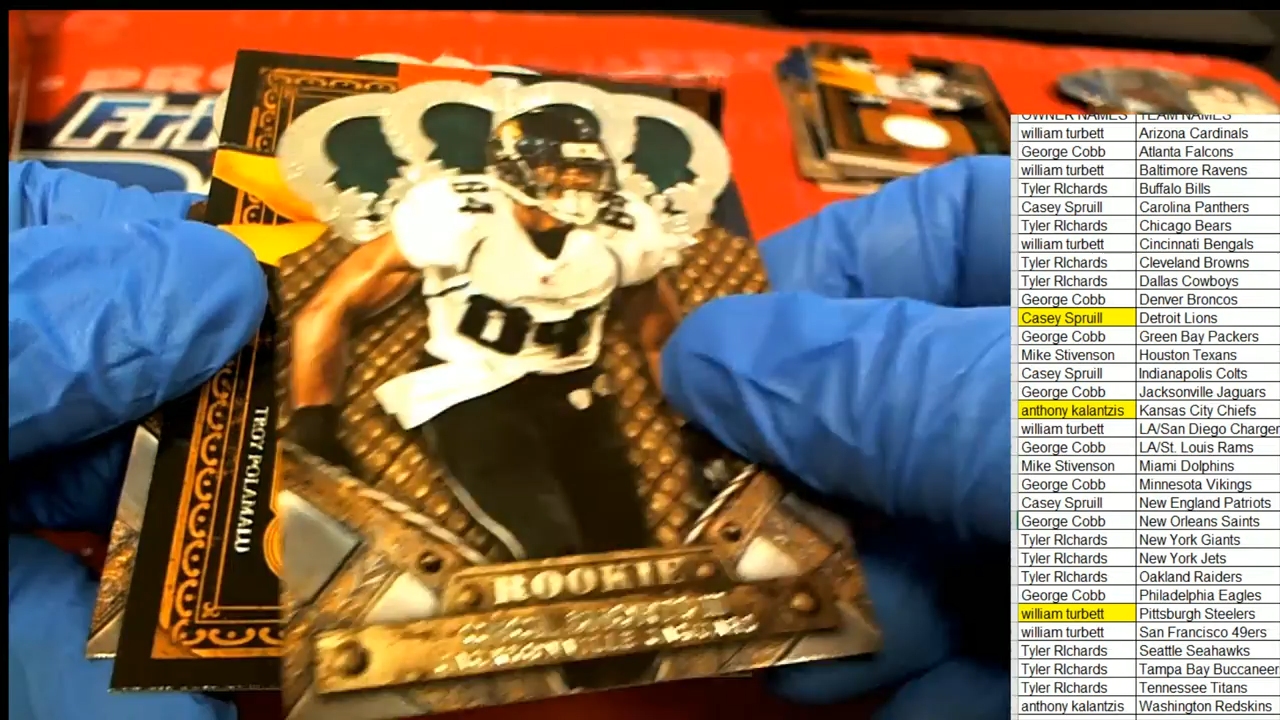 PRO
FHI
84
84
TROY POLAMALU
ROOKIE
JACKSONVILLE JAGUARS
OWNER NAMES TEAM NAMES
william turbett Arizona Cardinals
George Cobb Atlanta Falcons
william turbett Baltimore Ravens
Tyler RIchards Buffalo Bills
Casey Spruill Carolina Panthers
Tyler RIchards Chicago Bears
william turbett Cincinnati Bengals
Tyler RIchards Cleveland Browns
Tyler RIchards Dallas Cowboys
George Cobb Denver Broncos
Casey Spruill Detroit Lions
George Cobb Green Bay Packers
Mike Stivenson Houston Texans
Casey Spruill Indianapolis Colts
George Cobb Jacksonville Jaguars
anthony kalantzis Kansas City Chiefs
william turbett LA/San Diego Charger
George Cobb LA/St. Louis Rams
Mike Stivenson Miami Dolphins
George Cobb Minnesota Vikings
Casey Spruill New England Patriots
George Cobb New Orleans Saints
Tyler RIchards New York Giants
Tyler RIchards New York Jets
Tyler RIchards Oakland Raiders
George Cobb Philadelphia Eagles
william turbett Pittsburgh Steelers
william turbett San Francisco 49ers
Tyler RIchards Seattle Seahawks
Tyler RIchards Tampa Bay Buccaneer
Tyler RIchards Tennessee Titans
anthony kalantzis Washington Redskins